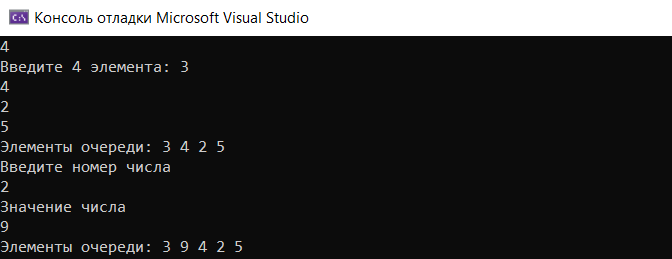 C:\ Консоль отладки Microsoft Visual Studio
4
Введите 4 элемента: 3
4
2
5
Элементы очереди: 3 4 2 5
Введите номер числа
2
Значение числа
9
Элементы очереди: 3 9 4 2 5